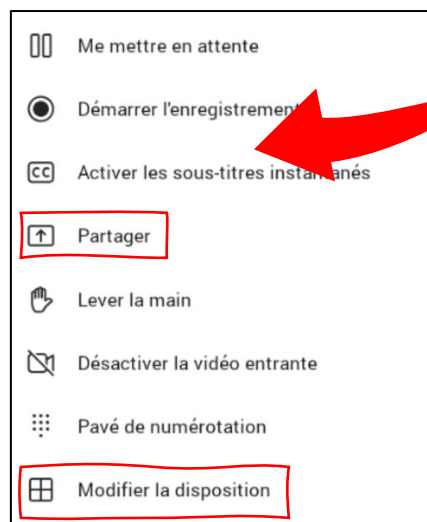 Me mettre en attente
Démarrer l'enregistrement
CC Activer les sous-titres instantanés
Partager
Lever la main
Désactiver la vidéo entrante
Pavé de numérotation
Modifier la disposition